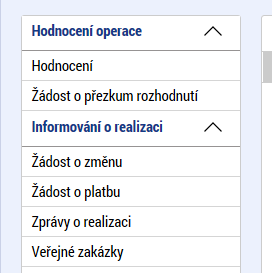 Hodnocení operace
Hodnocení
Žádost o přezkum rozhodnutí
Informování o realizaci
Žádost o změnu
Žádost o platbu
Zprávy o realizaci
Veřejné zakázky